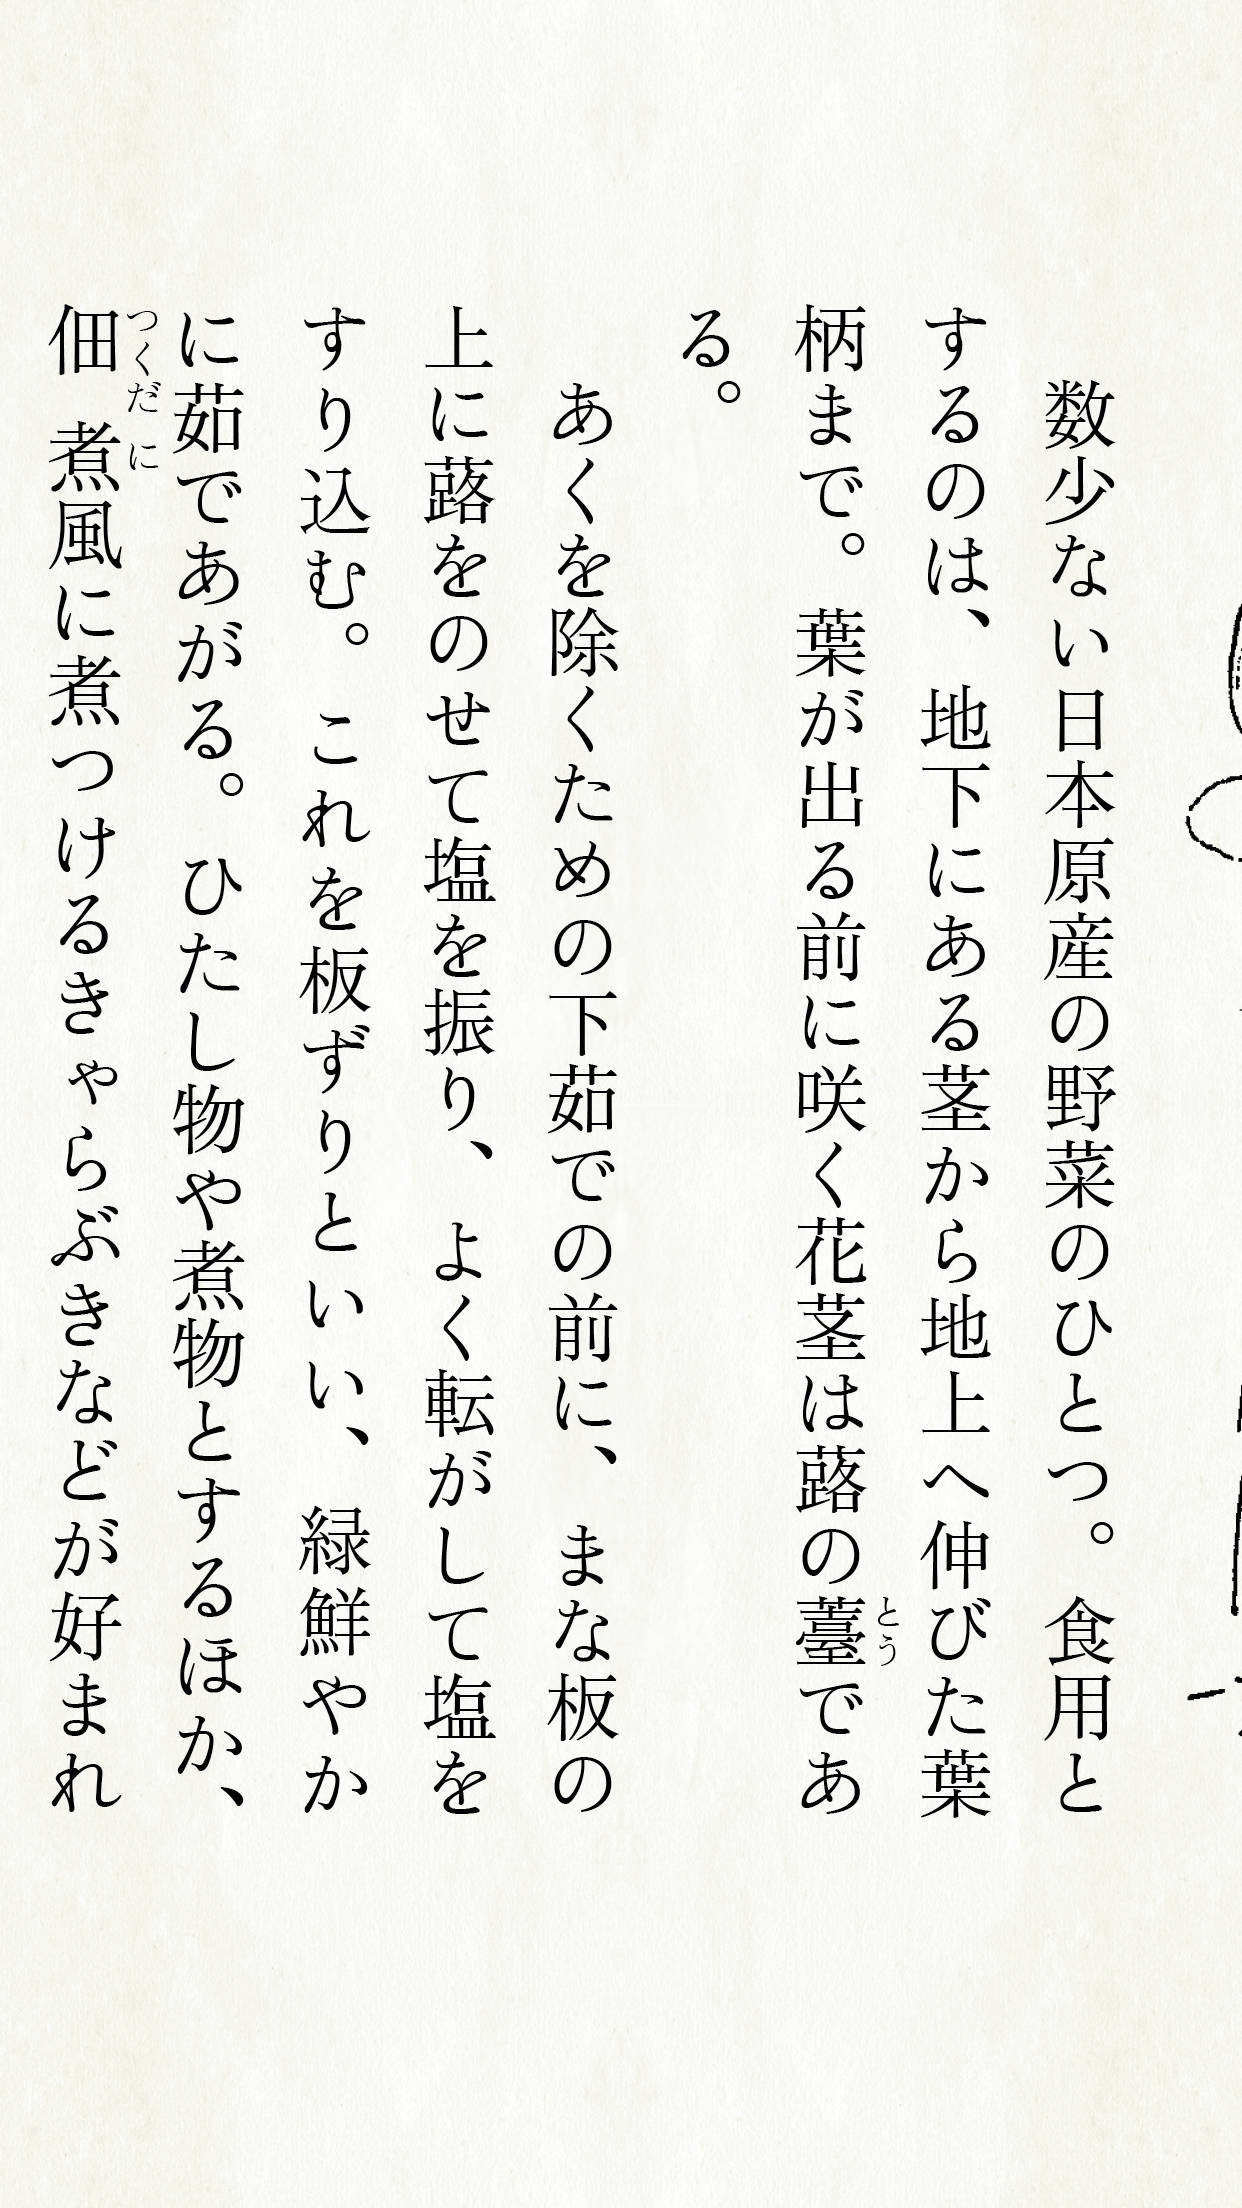 数少ない日本原産の野菜のひとつ。食用と
するのは、地下にある茎から地上へ伸びた葉
柄まで。葉が出る前に咲く花茎は蕗の薹であ
とう
る。
あくを除くための下茹での前に、まな板の
上に蕗をのせて塩を振り、よく転がして塩を
すり込む。これを板ずりといい、緑鮮やか
に茹であがる。ひたし物や煮物とするほか、
佃煮風に煮つけるきゃらぶきなどが好まれ
つくだに